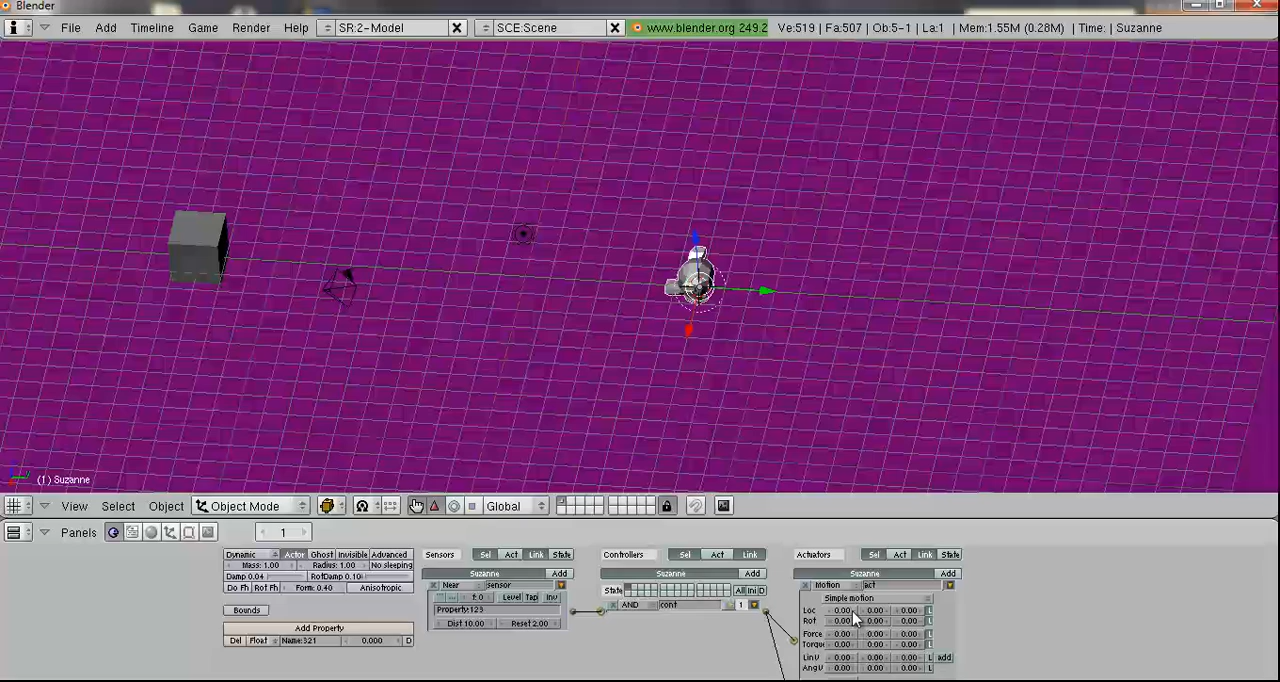 Blender
File Add Timeline Game Render Help SR:2-Model SCE:Scene www.blender.org 249.2 Ve:519 | Fa:507 | Ob:5-1 | La:1 | Mem:1.55M (0.28M) | Time: | Suzanne
(1) Suzanne
View Select Object Object Mode Global
Panels 1
Dynamic Actor Ghost Invisible Advanced Sensors Sel Act Link State Controllers Sel Act Link Actuators Sel Act Link State
Mass: 1.00 Radius: 1.00 No sleeping Suzanne Add Suzanne Add Suzanne Add
Damp 0.04 RotDamp 0.10 Near sensor State All Ini D Motion act
Do Fh Rot Fh Form: 0.40 Anisotropic f: 0 Level Tap Inv AND cont 1 Simple motion
Bounds Property:123 Loc 0.00 0.00 0.00 L
Add Property Dist 10.00 Reset 2.00 Rot 0.00 0.00 0.00 L
Del Float Name:321 0.000 D Force 0.00 0.00 0.00 L
Torque 0.00 0.00 0.00 L
LinV 0.00 0.00 0.00 L add
AngV 0.00 0.00 0.00 L